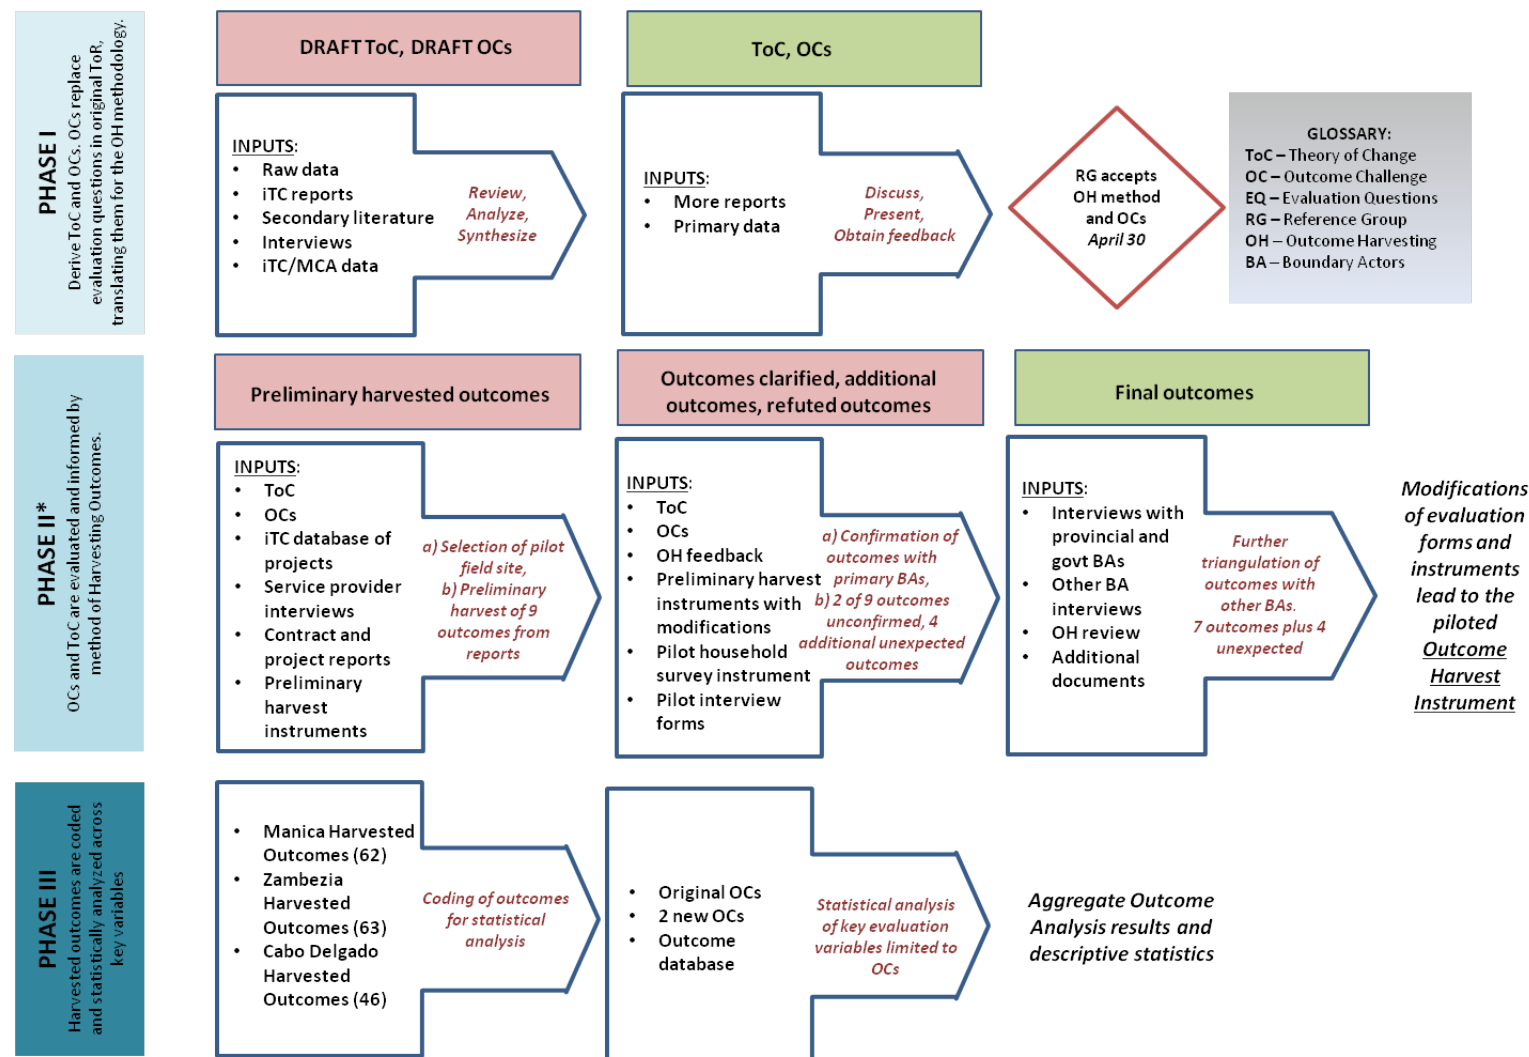 PHASE I
Derive ToC and OCs. OCs replace
evaluation questions in original ToR,
translating them for the OH methodology.
DRAFT ToC, DRAFT OCs
INPUTS:
• Raw data
• iTC reports
• Secondary literature
• Interviews
• iTC/MCA data
Review,
Analyze,
Synthesize
ToC, OCs
INPUTS:
• More reports
• Primary data
Discuss,
Present,
Obtain feedback
RG accepts
OH method
and OCs
April 30
GLOSSARY:
ToC – Theory of Change
OC – Outcome Challenge
EQ – Evaluation Questions
RG – Reference Group
OH – Outcome Harvesting
BA – Boundary Actors
PHASE II*
OCs and ToC are evaluated and informed by
method of Harvesting Outcomes.
Preliminary harvested outcomes
INPUTS:
• ToC
• OCs
• iTC database of
projects
• Service provider
interviews
• Contract and
project reports
• Preliminary
harvest
instruments
a) Selection of pilot
field site,
b) Preliminary
harvest of 9
outcomes from
reports
Outcomes clarified, additional
outcomes, refuted outcomes
INPUTS:
• ToC
• OCs
• OH feedback
• Preliminary harvest
instruments with
modifications
• Pilot household
survey instrument
• Pilot interview
forms
a) Confirmation of
outcomes with
primary BAs,
b) 2 of 9 outcomes
unconfirmed, 4
additional unexpected
outcomes
Final outcomes
INPUTS:
• Interviews with
provincial and
govt BAs
• Other BA
interviews
• OH review
• Additional
documents
Further
triangulation of
outcomes with
other BAs.
7 outcomes plus 4
unexpected
Modifications
of evaluation
forms and
instruments
lead to the
piloted
Outcome
Harvest
Instrument
PHASE III
Harvested outcomes are coded
and statistically analyzed across
key variables
• Manica Harvested
Outcomes (62)
• Zambezia
Harvested
Outcomes (63)
• Cabo Delgado
Harvested
Outcomes (46)
Coding of outcomes
for statistical
analysis
• Original OCs
• 2 new OCs
• Outcome
database
Statistical analysis
of key evaluation
variables limited to
OCs
Aggregate Outcome
Analysis results and
descriptive statistics